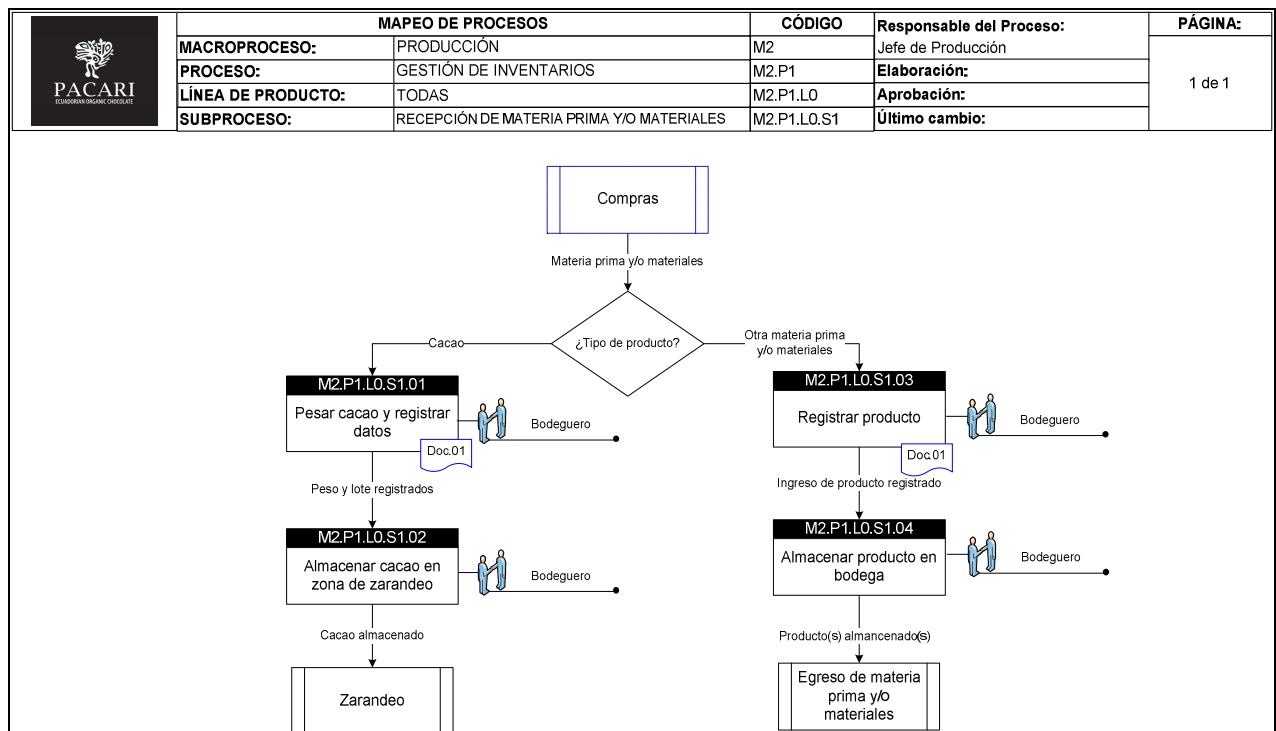 PACARI
ECUADORIAN ORGANIC CHOCOLATE
MAPEO DE PROCESOS
CÓDIGO
Responsable del Proceso:
PÁGINA:
MACROPROCESO:
PRODUCCIÓN
M2
Jefe de Producción
PROCESO:
GESTIÓN DE INVENTARIOS
M2.P1
Elaboración:
1 de 1
LÍNEA DE PRODUCTO:
TODAS
M2.P1.L0
Aprobación:
SUBPROCESO:
RECEPCIÓN DE MATERIA PRIMA Y/O MATERIALES
M2.P1.L0.S1
Último cambio:
Compras
Materia prima y/o materiales
¿Tipo de producto?
Cacao
Otra materia prima
y/o materiales
M2.P1.L0.S1.01
Pesar cacao y registrar
datos
Bodeguero
Doc.01
Peso y lote registrados
M2.P1.L0.S1.02
Almacenar cacao en
zona de zarandeo
Bodeguero
Cacao almacenado
Zarandeo
M2.P1.L0.S1.03
Registrar producto
Bodeguero
Doc.01
Ingreso de producto registrado
M2.P1.L0.S1.04
Almacenar producto en
bodega
Bodeguero
Producto(s) almancenado(s)
Egreso de materia
prima y/o
materiales